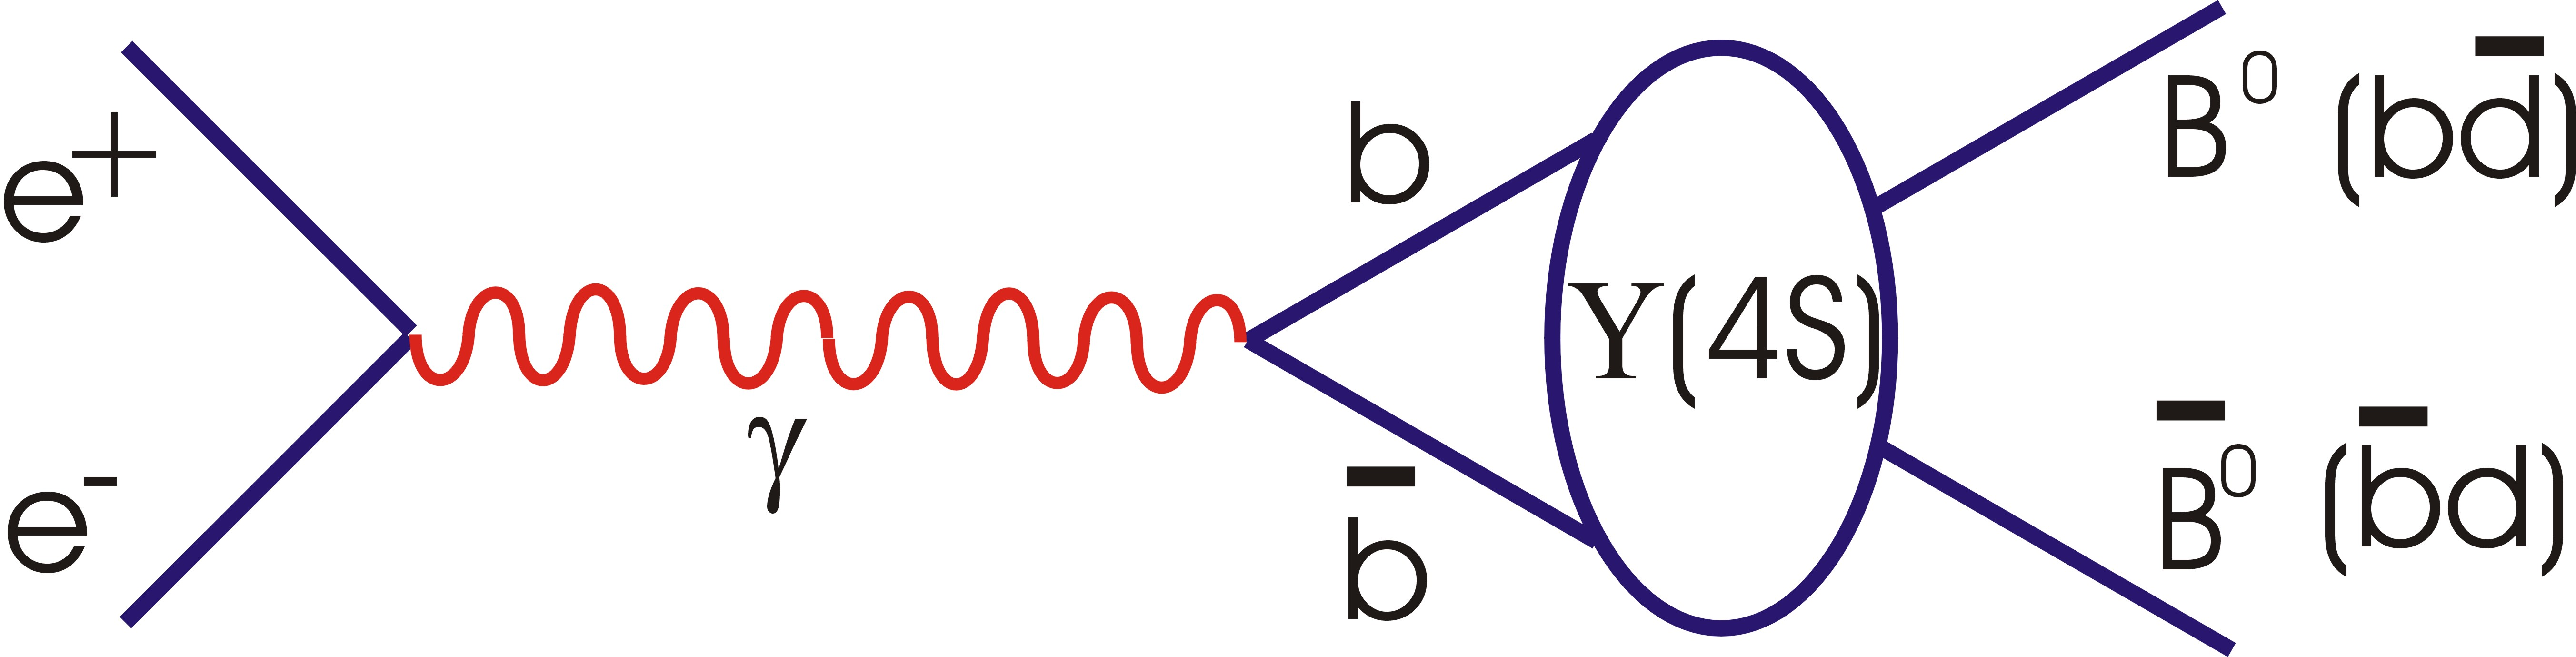 e⁺
e⁻
γ
b
b̅
Υ(4S)
B⁰ (bd̅)
B̅⁰ (b̅d)